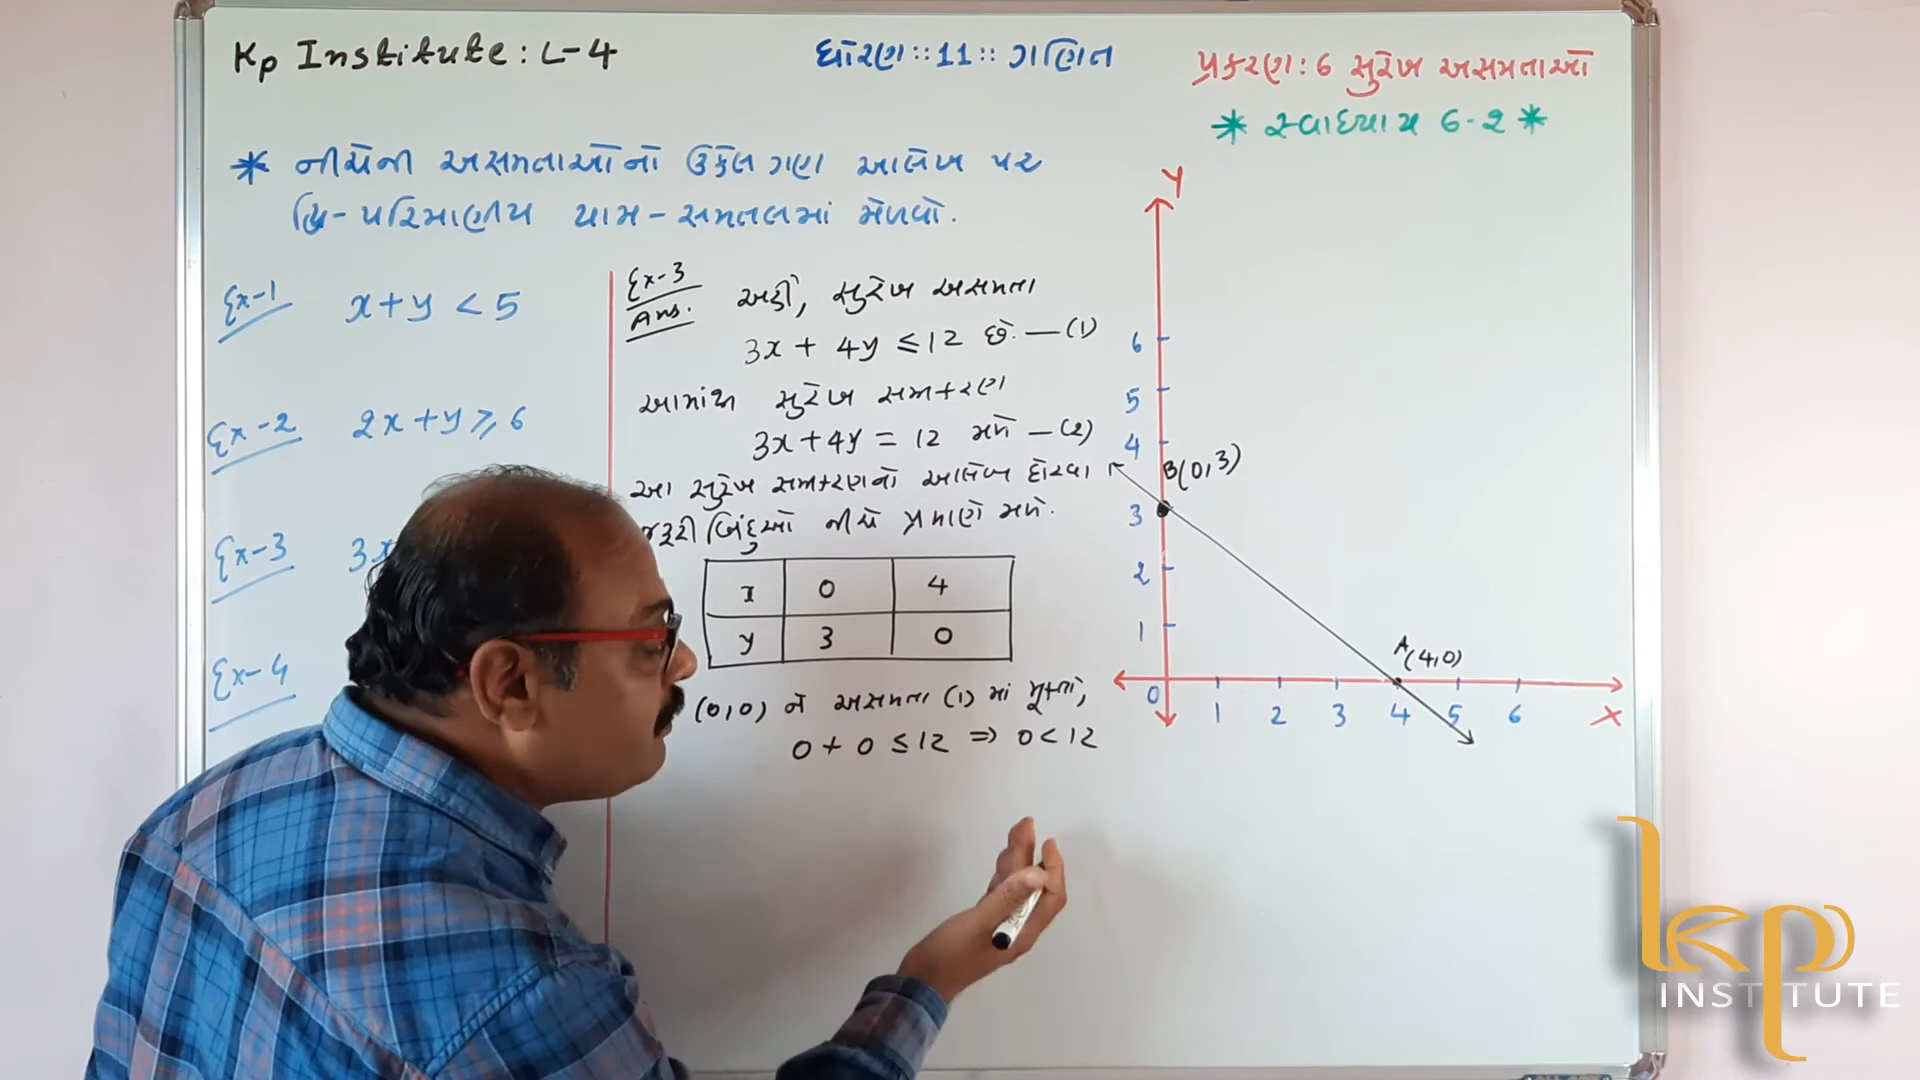 Kp Institute: L-4
ધોરણ::11:: ગણિત
પ્રકરણ: 6 સુરેખ અસમતાઓ
* સ્વાધ્યાય 6.2 *
* નીચેની અસમતાઓનો ઉકેલ ગણ આલેખ પર
દ્વિ-પરિમાણીય યામ-સમતલમાં મેળવો.
Ex-1 x+y < 5
Ex-2 2x+y ≥ 6
Ex-3 3x
Ex-4
Ex-3
Ans. અહીં, સુરેખ અસમતા
3x + 4y ≤ 12 છે. —(1)
આમાંથી સુરેખ સમીકરણ
3x+4y = 12 મળે —(2)
આ સુરેખ સમીકરણનો આલેખ દોરવા
જરૂરી બિંદુઓ નીચે પ્રમાણે મળે.
x 0 4
y 3 0
(0,0) ને અસમતા (1) માં મૂકતાં,
0 + 0 ≤ 12 ⇒ 0 < 12
Y
6
5
4
B(0,3)
3
2
1
A(4,0)
0 1 2 3 4 5 6 X
kp
INSTITUTE